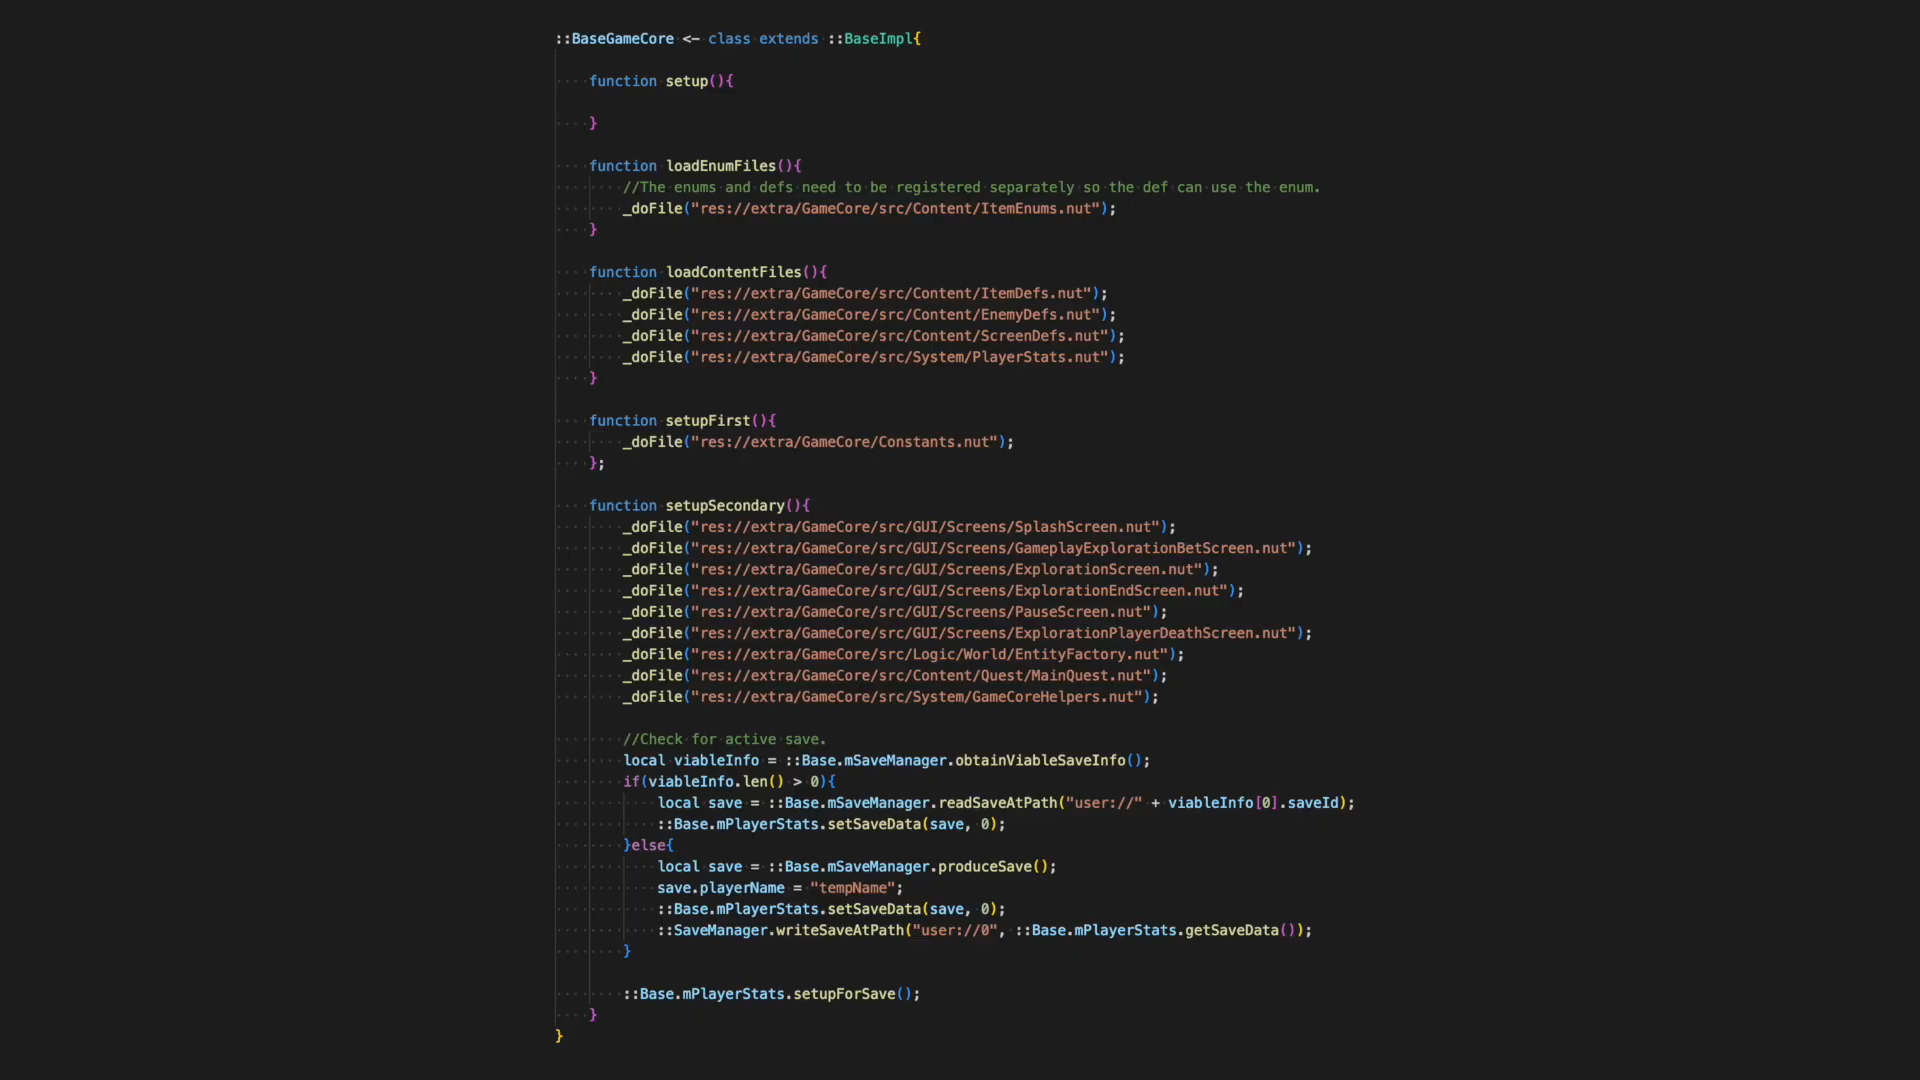 ::BaseGameCore <- class extends ::BaseImpl{
function setup(){
}
function loadEnumFiles(){
//The enums and defs need to be registered separately so the def can use the enum.
_doFile("res://extra/GameCore/src/Content/ItemEnums.nut");
}
function loadContentFiles(){
_doFile("res://extra/GameCore/src/Content/ItemDefs.nut");
_doFile("res://extra/GameCore/src/Content/EnemyDefs.nut");
_doFile("res://extra/GameCore/src/Content/ScreenDefs.nut");
_doFile("res://extra/GameCore/src/System/PlayerStats.nut");
}
function setupFirst(){
_doFile("res://extra/GameCore/Constants.nut");
};
function setupSecondary(){
_doFile("res://extra/GameCore/src/GUI/Screens/SplashScreen.nut");
_doFile("res://extra/GameCore/src/GUI/Screens/GameplayExplorationBetScreen.nut");
_doFile("res://extra/GameCore/src/GUI/Screens/ExplorationScreen.nut");
_doFile("res://extra/GameCore/src/GUI/Screens/ExplorationEndScreen.nut");
_doFile("res://extra/GameCore/src/GUI/Screens/PauseScreen.nut");
_doFile("res://extra/GameCore/src/GUI/Screens/ExplorationPlayerDeathScreen.nut");
_doFile("res://extra/GameCore/src/Logic/World/EntityFactory.nut");
_doFile("res://extra/GameCore/src/Content/Quest/MainQuest.nut");
_doFile("res://extra/GameCore/src/System/GameCoreHelpers.nut");
//Check for active save.
local viableInfo = ::Base.mSaveManager.obtainViableSaveInfo();
if(viableInfo.len() > 0){
local save = ::Base.mSaveManager.readSaveAtPath("user://" + viableInfo[0].saveId);
::Base.mPlayerStats.setSaveData(save, 0);
}else{
local save = ::Base.mSaveManager.produceSave();
save.playerName = "tempName";
::Base.mPlayerStats.setSaveData(save, 0);
::SaveManager.writeSaveAtPath("user://0", ::Base.mPlayerStats.getSaveData());
}
::Base.mPlayerStats.setupForSave();
}
}